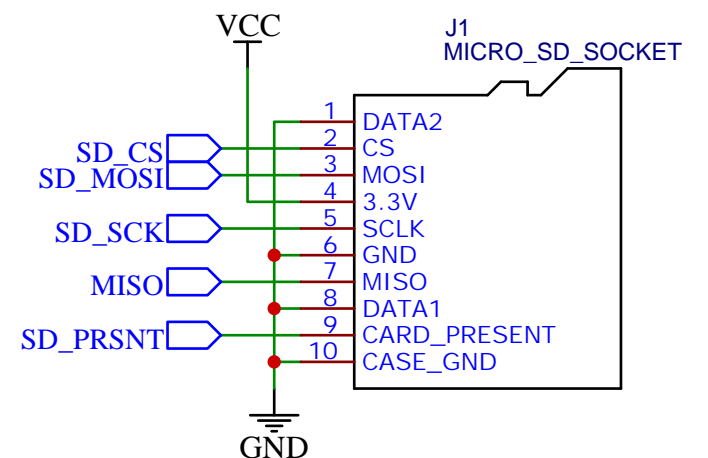 VCC
J1
MICRO_SD_SOCKET
1 DATA2
SD_CS 2 CS
SD_MOSI 3 MOSI
4 3.3V
SD_SCK 5 SCLK
6 GND
MISO 7 MISO
8 DATA1
SD_PRSNT 9 CARD_PRESENT
10 CASE_GND
GND